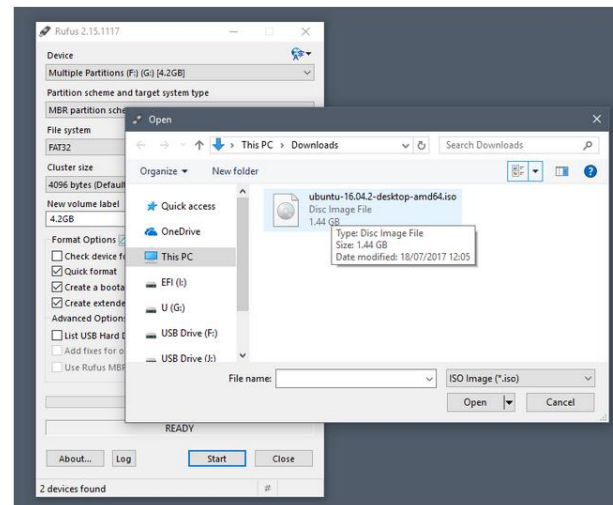 Rufus 2.15.1117
Device
Multiple Partitions (F:) (G:) [4.2GB]
Partition scheme and target system type
MBR partition sche
File system
FAT32
Cluster size
4096 bytes (Default
New volume label
4.2GB
Format Options
Check device fo
Quick format
Create a boota
Create extende
Advanced Option
List USB Hard D
Add fixes for o
Use Rufus MBR
READY
About... Log Start Close
2 devices found #
Open
This PC > Downloads
Search Downloads
Organize New folder
Quick access
OneDrive
This PC
EFI (I:)
U (G:)
USB Drive (F:)
USB Drive (J:)
ubuntu-16.04.2-desktop-amd64.iso
Disc Image File
1.44 GB
Type: Disc Image File
Size: 1.44 GB
Date modified: 18/07/2017 12:05
File name: ISO Image (*.iso)
Open Cancel